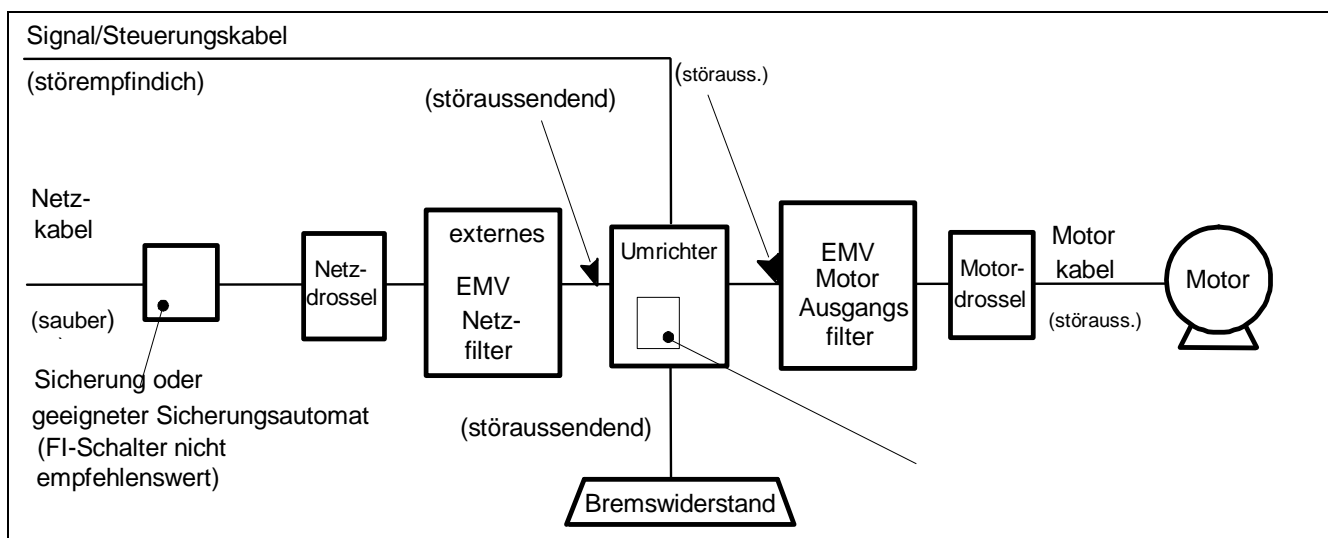 Signal/Steuerungskabel
(störempfindich)
(störauss.)
(störaussendend)
Netz-
kabel
(sauber)
Netz-
drossel
externes
EMV
Netz-
filter
Umrichter
EMV
Motor
Ausgangs
filter
Motor-
drossel
Motor
kabel
(störauss.)
Motor
Sicherung oder
geeigneter Sicherungsautomat
(FI-Schalter nicht
empfehlenswert)
(störaussendend)
Bremswiderstand